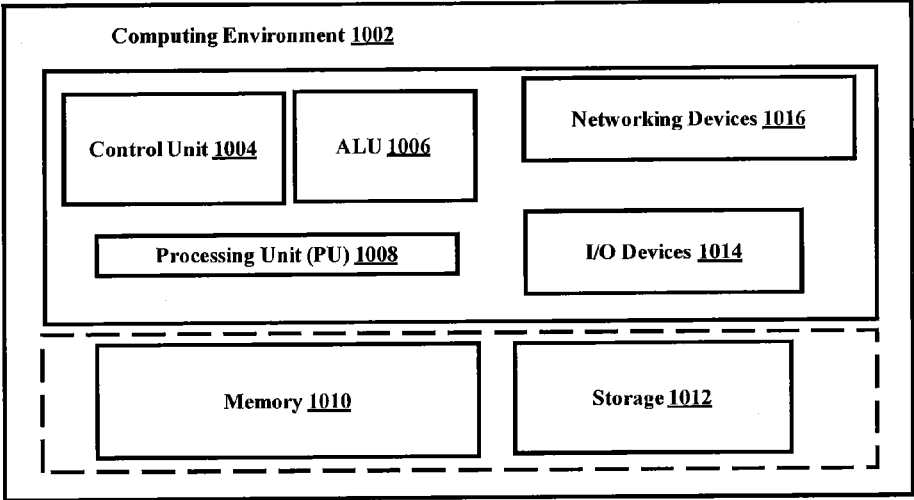 Computing Environment 1002
Control Unit 1004
ALU 1006
Networking Devices 1016
Processing Unit (PU) 1008
I/O Devices 1014
Memory 1010
Storage 1012